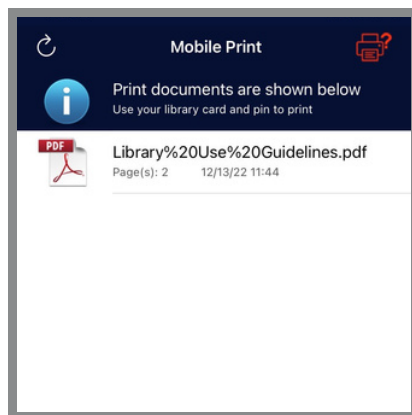 Mobile Print
?
Print documents are shown below
i
Use your library card and pin to print
PDF
Library%20Use%20Guidelines.pdf
Page(s): 2 12/13/22 11:44